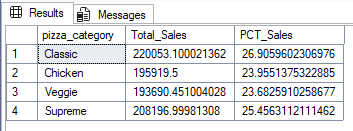 Results Messages
pizza_category Total_Sales PCT_Sales
1 Classic 220053.100021362 26.9059602306976
2 Chicken 195919.5 23.9551375322885
3 Veggie 193690.451004028 23.6825910258677
4 Supreme 208196.99981308 25.4563112111462